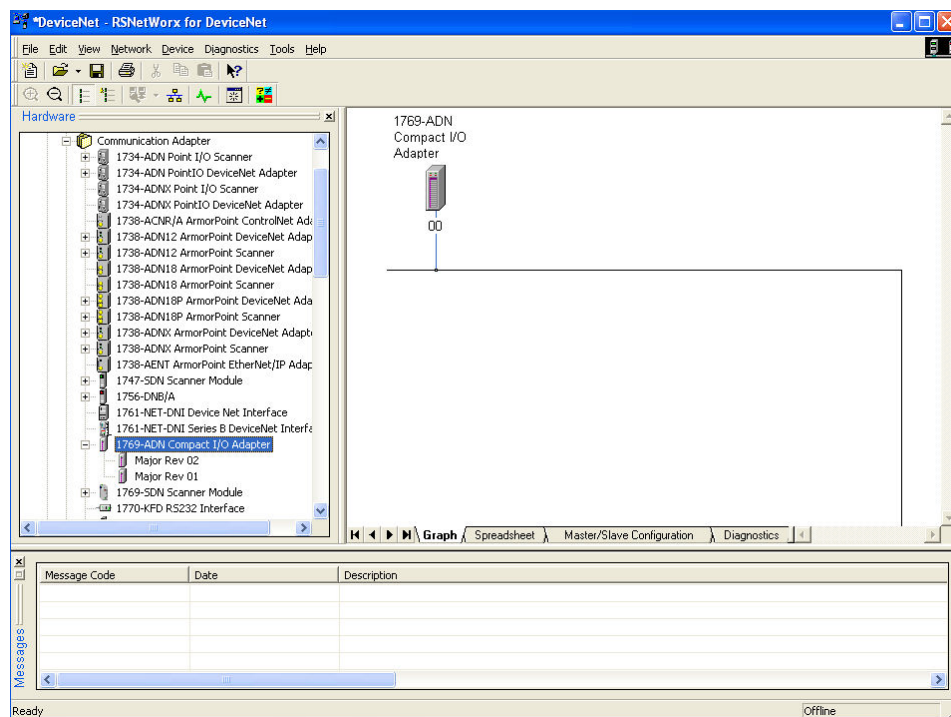 *DeviceNet - RSNetWorx for DeviceNet
File Edit View Network Device Diagnostics Tools Help
Hardware
Communication Adapter
1734-ADN Point I/O Scanner
1734-ADN PointIO DeviceNet Adapter
1734-ADNX Point I/O Scanner
1734-ADNX PointIO DeviceNet Adapter
1738-ACNR/A ArmorPoint ControlNet Ada
1738-ADN12 ArmorPoint DeviceNet Adap
1738-ADN12 ArmorPoint Scanner
1738-ADN18 ArmorPoint DeviceNet Adap
1738-ADN18 ArmorPoint Scanner
1738-ADN18P ArmorPoint DeviceNet Ada
1738-ADN18P ArmorPoint Scanner
1738-ADNX ArmorPoint DeviceNet Adapt
1738-ADNX ArmorPoint Scanner
1738-AENT ArmorPoint EtherNet/IP Adap
1747-SDN Scanner Module
1756-DNB/A
1761-NET-DNI Device Net Interface
1761-NET-DNI Series B DeviceNet Interfa
1769-ADN Compact I/O Adapter
Major Rev 02
Major Rev 01
1769-SDN Scanner Module
1770-KFD RS232 Interface
1769-ADN
Compact I/O
Adapter
00
Graph Spreadsheet Master/Slave Configuration Diagnostics
Messages
Message Code Date Description
Ready Offline